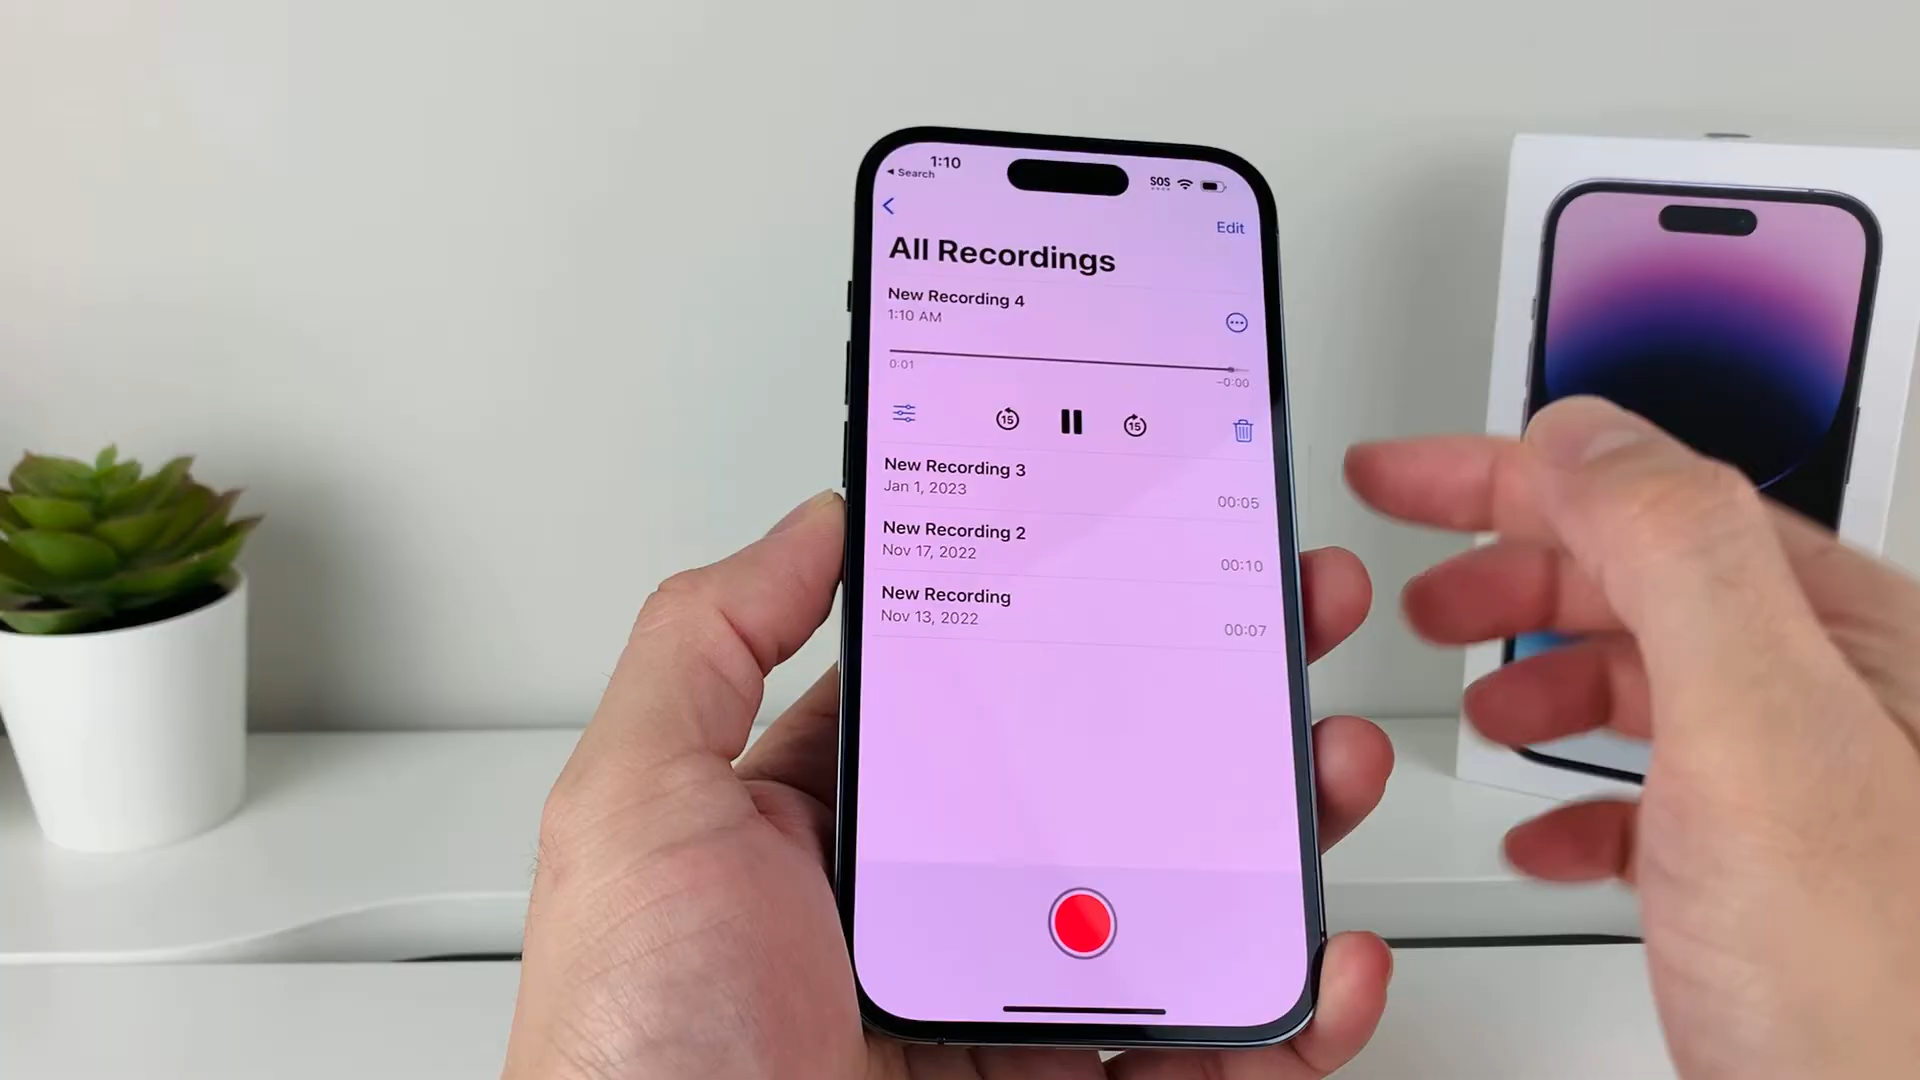 1:10
SOS
◄ Search
Edit
All Recordings
New Recording 4
1:10 AM
0:01
-0:00
15
15
New Recording 3
Jan 1, 2023
00:05
New Recording 2
Nov 17, 2022
00:10
New Recording
Nov 13, 2022
00:07